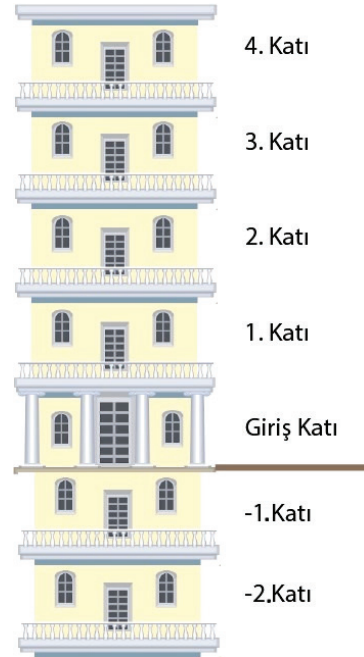 4. Katı
3. Katı
2. Katı
1. Katı
Giriş Katı
-1.Katı
-2.Katı